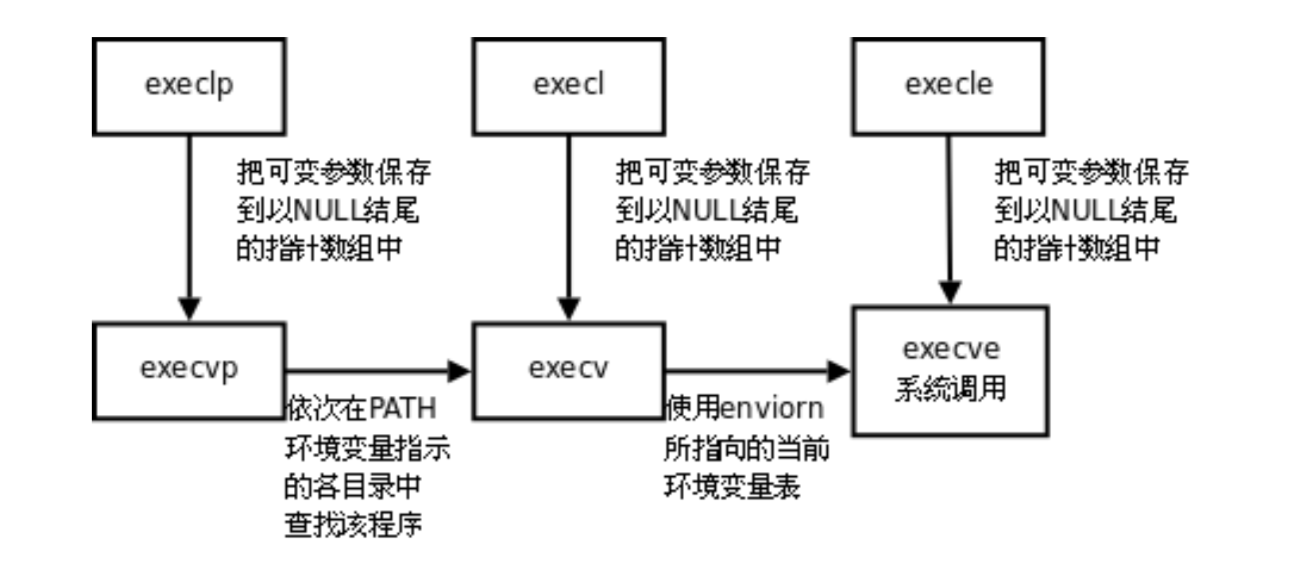 execlp
execl
execle
把可变参数保存
到以NULL结尾
的指针数组中
把可变参数保存
到以NULL结尾
的指针数组中
把可变参数保存
到以NULL结尾
的指针数组中
execvp
execv
execve
系统调用
依次在PATH
环境变量指示
的各目录中
查找该程序
使用enviorn
所指向的当前
环境变量表